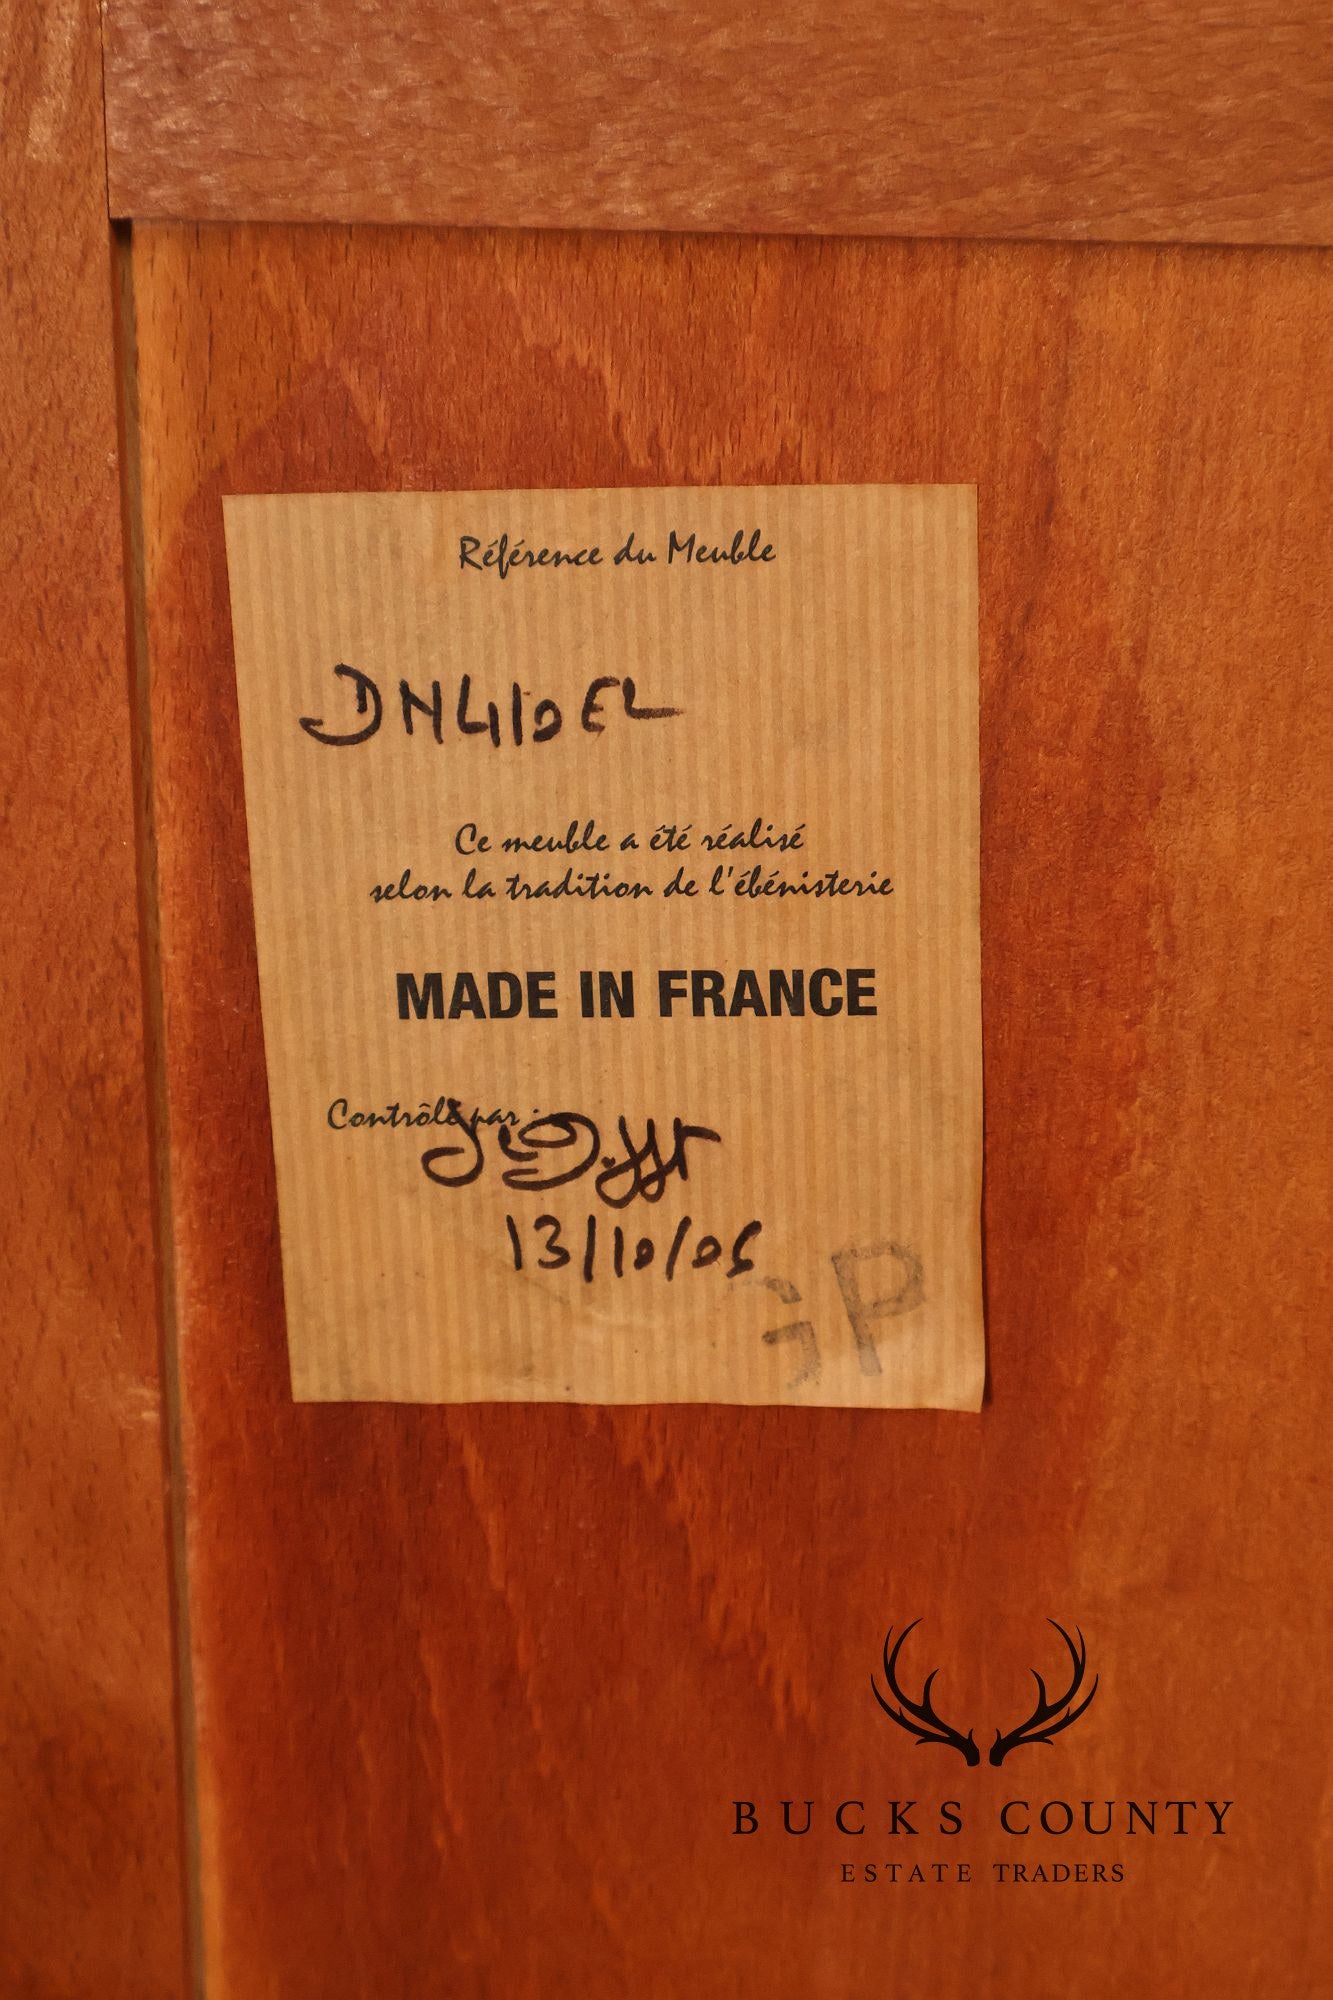 Référence du Meuble
DN410EL
Ce meuble a été réalisé
selon la tradition de l'ébénisterie
MADE IN FRANCE
Contrôlé par :
13/10/06
GP
BUCKS COUNTY
ESTATE TRADERS